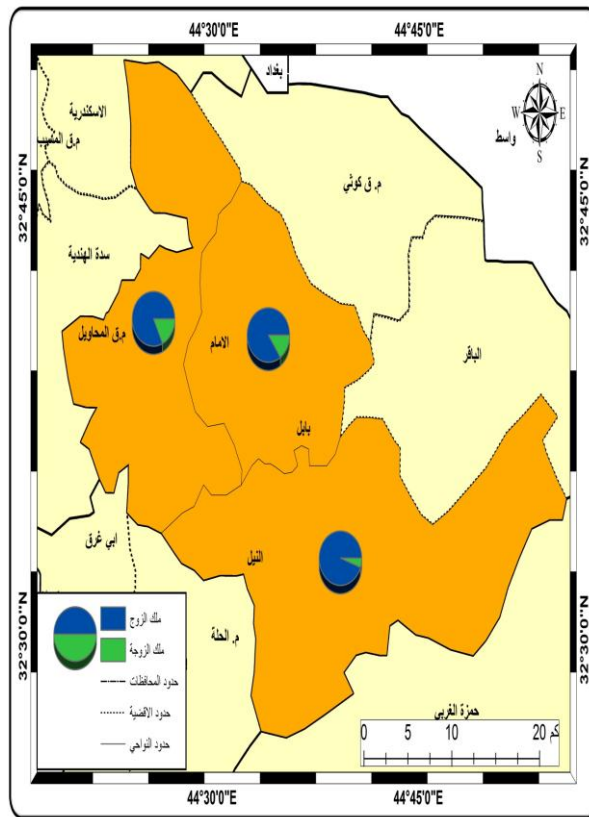 44°30'0"E 44°45'0"E
بغداد
N
W E
S
الاسكندرية
م.ق المسيب
واسط
م. ق كوثي
32°45'0"N 32°45'0"N
سدة الهندية
م.ق المحاويل
الامام
الباقر
بابل
ابي غرق
النيل
م. الحلة
32°30'0"N 32°30'0"N
حمزة الغربي
ملك الزوج
ملك الزوجة
حدود المحافظات
حدود الاقضية
حدود النواحي
0 5 10 20 كم
44°30'0"E 44°45'0"E